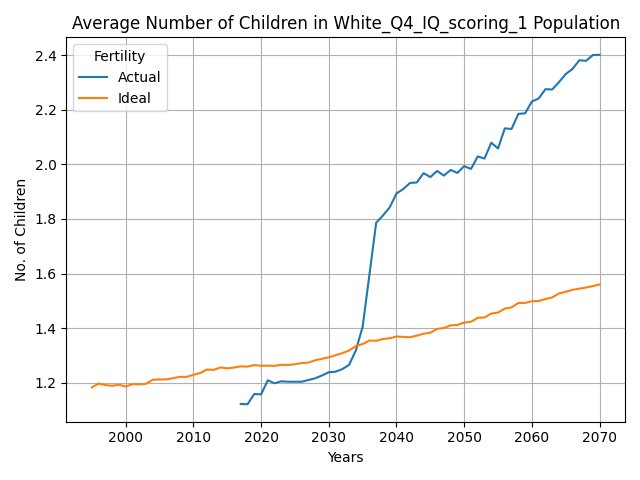 Average Number of Children in White_Q4_IQ_scoring_1 Population
Fertility
Actual
Ideal
No. of Children
2.4
2.2
2.0
1.8
1.6
1.4
1.2
2000
2010
2020
2030
2040
2050
2060
2070
Years